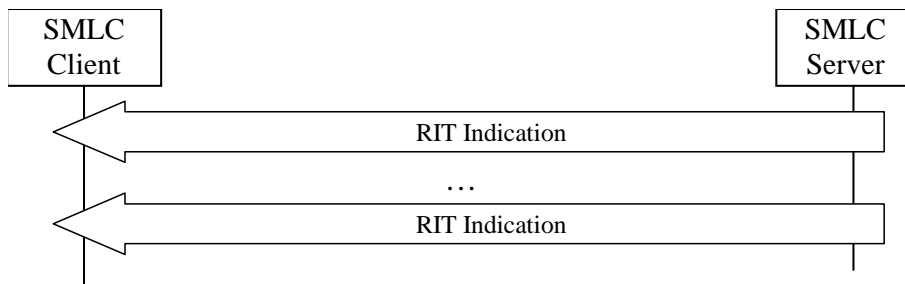 SMLC
Client
SMLC
Server
RIT Indication
…
RIT Indication